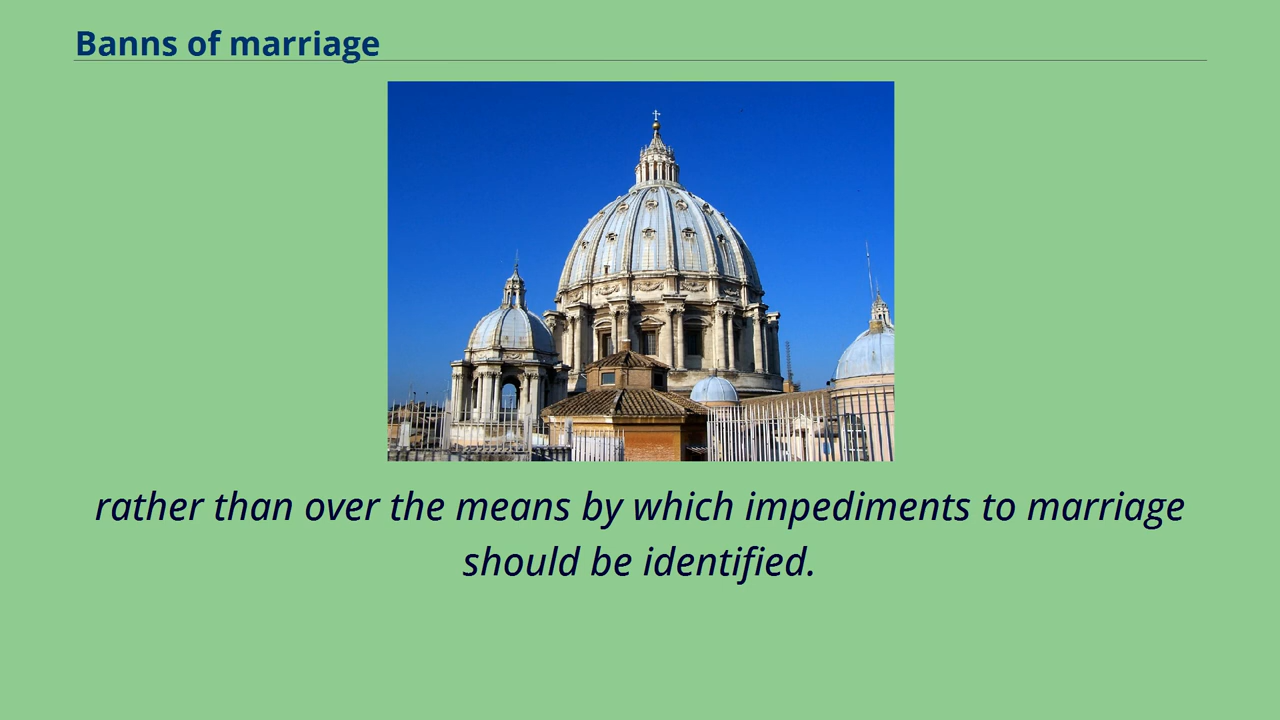 Banns of marriage
rather than over the means by which impediments to marriage
should be identified.